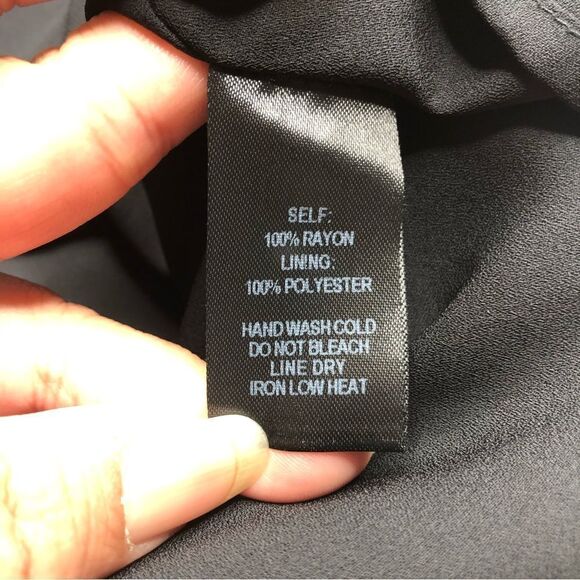 SELF:
100% RAYON
LINING:
100% POLYESTER
HAND WASH COLD
DO NOT BLEACH
LINE DRY
IRON LOW HEAT